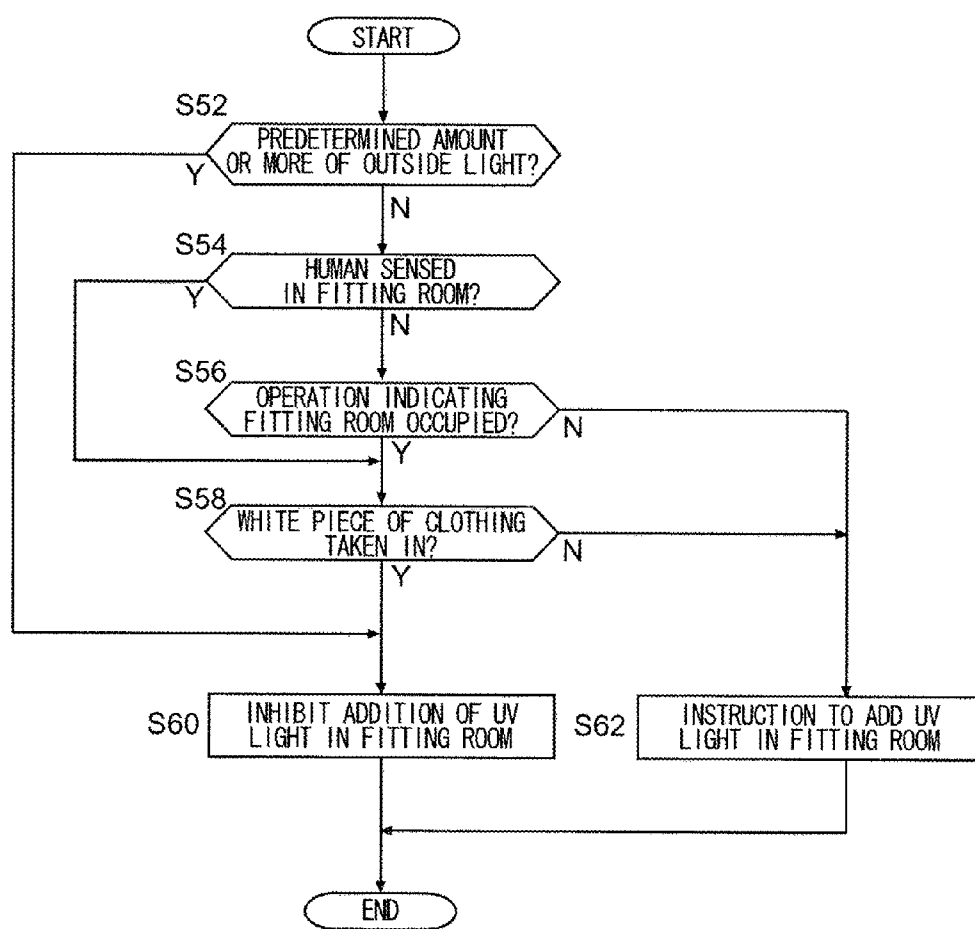 START
S52
PREDETERMINED AMOUNT
OR MORE OF OUTSIDE LIGHT?
Y
N
S54
HUMAN SENSED
IN FITTING ROOM?
Y
N
S56
OPERATION INDICATING
FITTING ROOM OCCUPIED?
N
Y
S58
WHITE PIECE OF CLOTHING
TAKEN IN?
N
Y
S60
INHIBIT ADDITION OF UV
LIGHT IN FITTING ROOM
S62
INSTRUCTION TO ADD UV
LIGHT IN FITTING ROOM
END